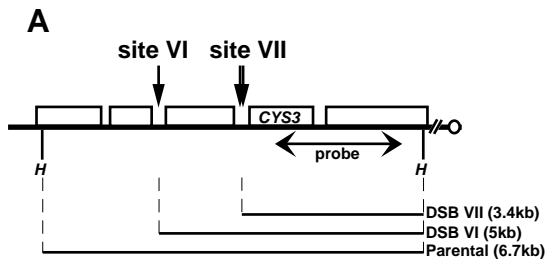 A
site VI site VII
CYS3
probe
H H
DSB VII (3.4kb)
DSB VI (5kb)
Parental (6.7kb)